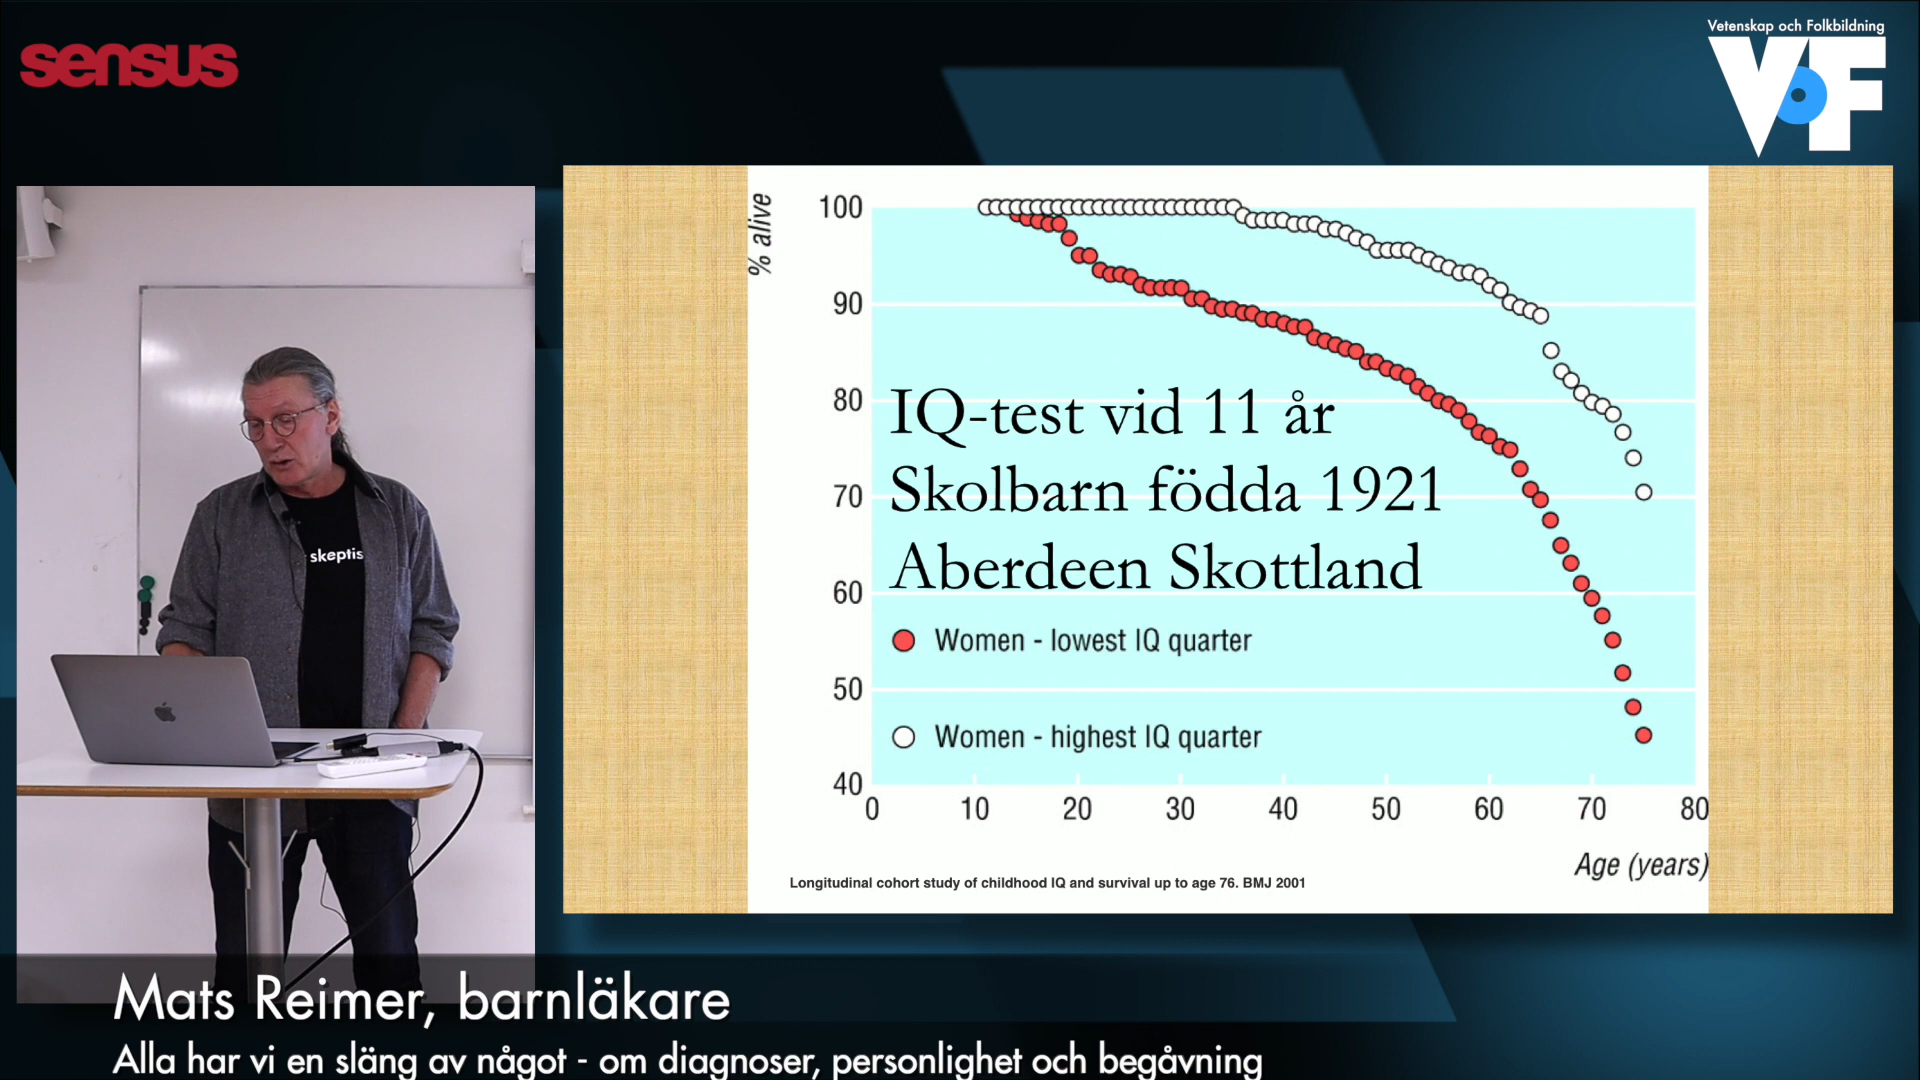 sensus
Vetenskap och Folkbildning
VoF
skeptis
% alive
100
90
80
70
60
50
40
0 10 20 30 40 50 60 70 80
Age (years)
IQ-test vid 11 år
Skolbarn födda 1921
Aberdeen Skottland
Women - lowest IQ quarter
Women - highest IQ quarter
Longitudinal cohort study of childhood IQ and survival up to age 76. BMJ 2001
Mats Reimer, barnläkare
Alla har vi en släng av något - om diagnoser, personlighet och begåvning